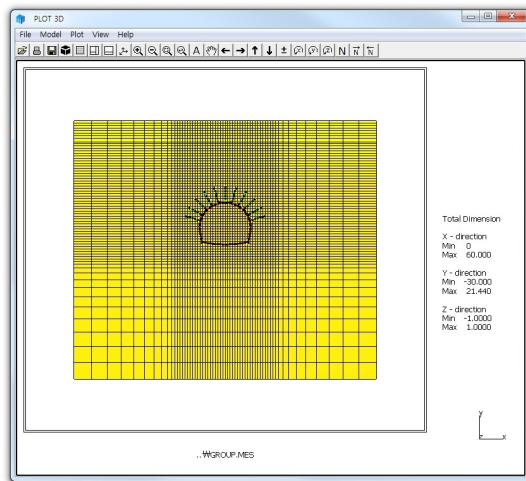 PLOT 3D
File Model Plot View Help
A N N N
Total Dimension
X - direction
Min 0
Max 60.000
Y - direction
Min -30.000
Max 21.440
Z - direction
Min -1.0000
Max 1.0000
y
z x
..₩GROUP.MES